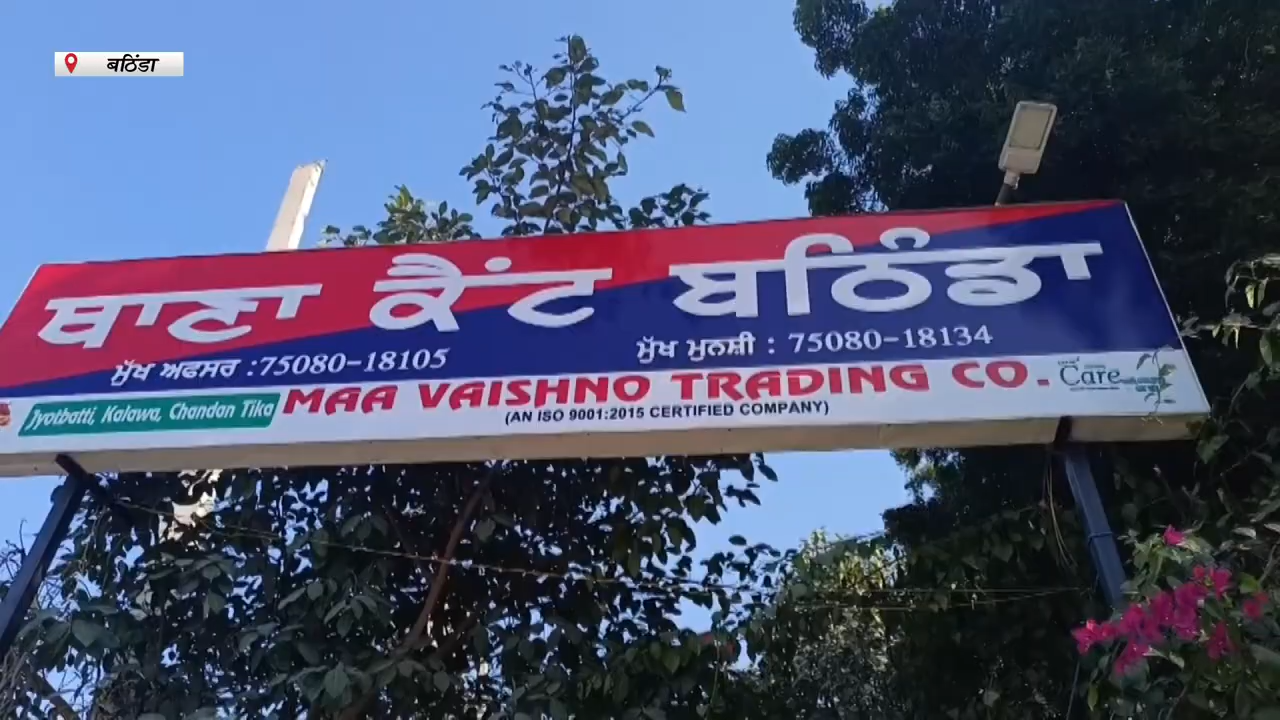 ਬਠਿੰਡਾ
ਥਾਣਾ ਕੈਂਟ ਬਠਿੰਡਾ
ਮੁੱਖ ਅਫਸਰ :75080-18105
ਮੁੱਖ ਮੁਨਸ਼ੀ : 75080-18134
Jyotbatti, Kalawa, Chandan Tika
MAA VAISHNO TRADING CO.
(AN ISO 9001:2015 CERTIFIED COMPANY)
Care